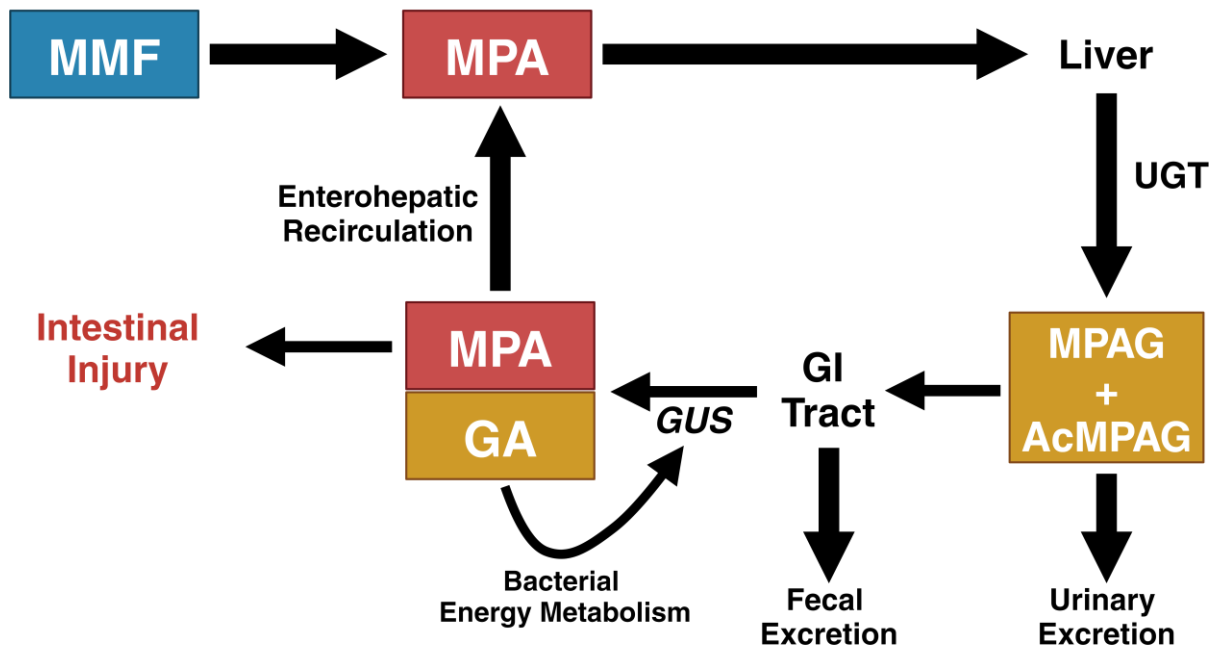 MMF
MPA
Liver
UGT
Enterohepatic
Recirculation
Intestinal
Injury
MPA
GA
GUS
GI
Tract
MPAG
+
AcMPAG
Bacterial
Energy Metabolism
Fecal
Excretion
Urinary
Excretion